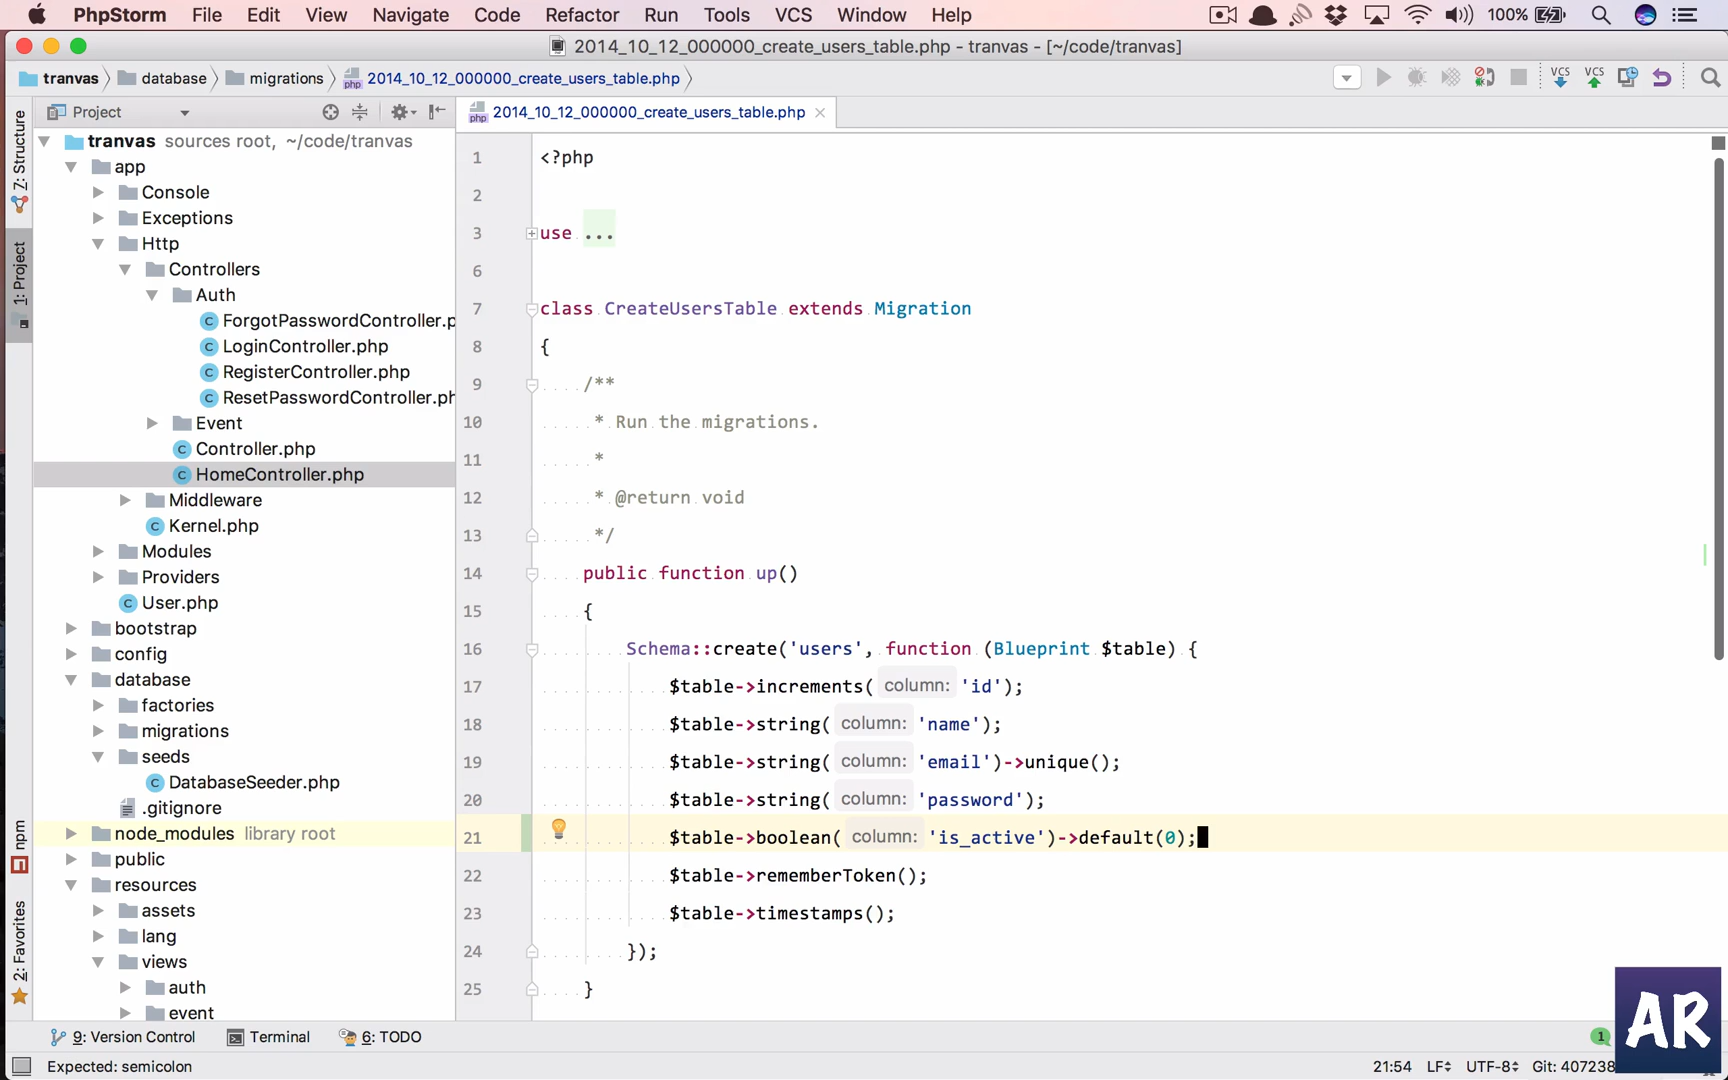 PhpStorm File Edit View Navigate Code Refactor Run Tools VCS Window Help 100%
2014_10_12_000000_create_users_table.php - tranvas - [~/code/tranvas]
tranvas database migrations 2014_10_12_000000_create_users_table.php VCS VCS
Project
2014_10_12_000000_create_users_table.php
Z: Structure
1: Project
npm
2: Favorites
tranvas sources root, ~/code/tranvas
app
Console
Exceptions
Http
Controllers
Auth
ForgotPasswordController.p
LoginController.php
RegisterController.php
ResetPasswordController.ph
Event
Controller.php
HomeController.php
Middleware
Kernel.php
Modules
Providers
User.php
bootstrap
config
database
factories
migrations
seeds
DatabaseSeeder.php
.gitignore
node_modules library root
public
resources
assets
lang
views
auth
event
1 <?php
2
3 use ...
6
7 class CreateUsersTable extends Migration
8 {
9 /**
10 * Run the migrations.
11 *
12 * @return void
13 */
14 public function up()
15 {
16 Schema::create('users', function (Blueprint $table) {
17 $table->increments( column: 'id');
18 $table->string( column: 'name');
19 $table->string( column: 'email')->unique();
20 $table->string( column: 'password');
21 $table->boolean( column: 'is_active')->default(0);
22 $table->rememberToken();
23 $table->timestamps();
24 });
25 }
9: Version Control Terminal 6: TODO 1
Expected: semicolon 21:54 LF UTF-8 Git: 407238
AR